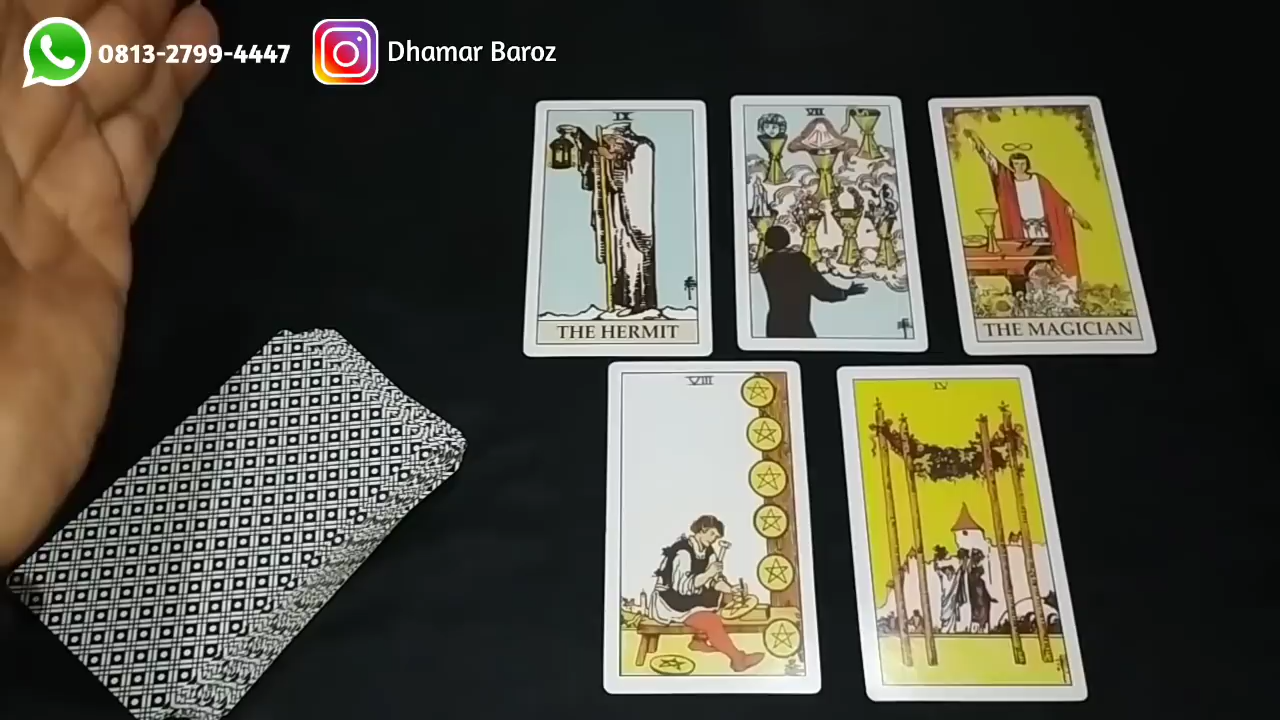 0813-2799-4447
Dhamar Baroz
IX
THE HERMIT
VII
I
THE MAGICIAN
VIII
IV